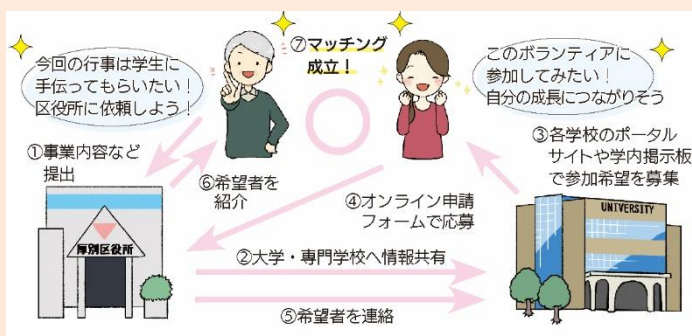 ⑦マッチング
成立！
今回の行事は学生に
手伝ってもらいたい！
区役所に依頼しよう！
このボランティアに
参加してみたい！
自分の成長につながりそう
①事業内容など
提出
③各学校のポータル
サイトや学内掲示板
で参加希望を募集
⑥希望者を
紹介
④オンライン申請
フォームで応募
厚別区役所
UNIVERSITY
②大学・専門学校へ情報共有
⑤希望者を連絡